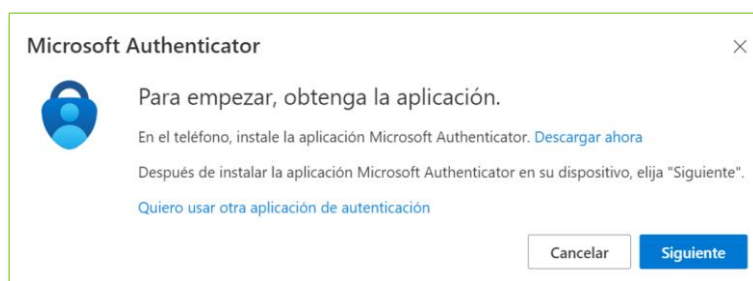 Microsoft Authenticator
Para empezar, obtenga la aplicación.
En el teléfono, instale la aplicación Microsoft Authenticator. Descargar ahora
Después de instalar la aplicación Microsoft Authenticator en su dispositivo, elija "Siguiente".
Quiero usar otra aplicación de autenticación
Cancelar Siguiente